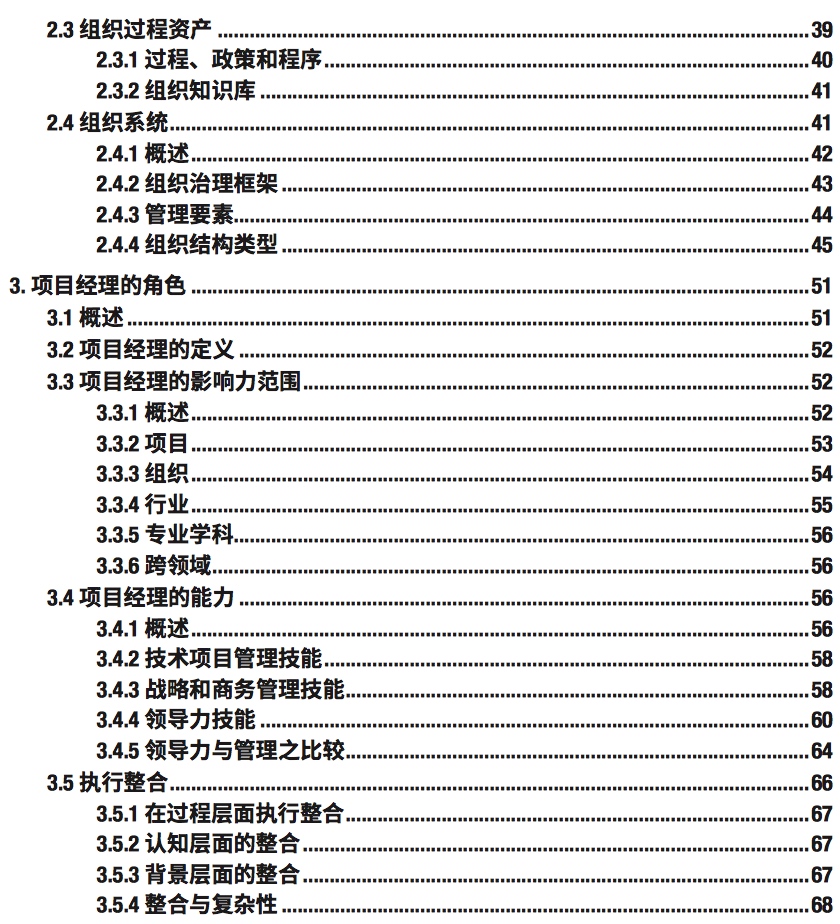 2.3 组织过程资产 ........................................ 39
2.3.1 过程、政策和程序 ........................................ 40
2.3.2 组织知识库 ........................................ 41
2.4 组织系统 ........................................ 41
2.4.1 概述 ........................................ 42
2.4.2 组织治理框架 ........................................ 43
2.4.3 管理要素 ........................................ 44
2.4.4 组织结构类型 ........................................ 45
3. 项目经理的角色 ........................................ 51
3.1 概述 ........................................ 51
3.2 项目经理的定义 ........................................ 52
3.3 项目经理的影响力范围 ........................................ 52
3.3.1 概述 ........................................ 52
3.3.2 项目 ........................................ 53
3.3.3 组织 ........................................ 54
3.3.4 行业 ........................................ 55
3.3.5 专业学科 ........................................ 56
3.3.6 跨领域 ........................................ 56
3.4 项目经理的能力 ........................................ 56
3.4.1 概述 ........................................ 56
3.4.2 技术项目管理技能 ........................................ 58
3.4.3 战略和商务管理技能 ........................................ 58
3.4.4 领导力技能 ........................................ 60
3.4.5 领导力与管理之比较 ........................................ 64
3.5 执行整合 ........................................ 66
3.5.1 在过程层面执行整合 ........................................ 67
3.5.2 认知层面的整合 ........................................ 67
3.5.3 背景层面的整合 ........................................ 67
3.5.4 整合与复杂性 ........................................ 68